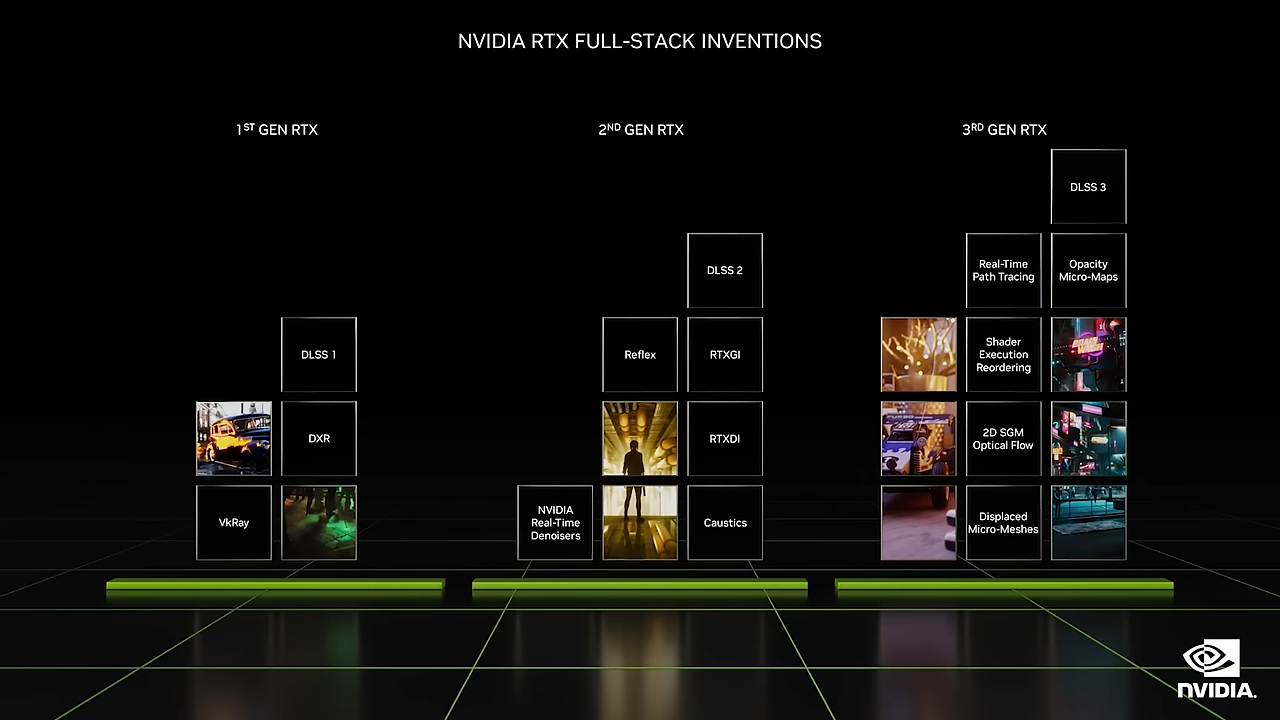 NVIDIA RTX FULL-STACK INVENTIONS
1ST GEN RTX
DLSS 1
DXR
VkRay
2ND GEN RTX
DLSS 2
Reflex
RTXGI
RTXDI
NVIDIA
Real-Time
Denoisers
Caustics
3RD GEN RTX
DLSS 3
Real-Time
Path Tracing
Opacity
Micro-Maps
Shader
Execution
Reordering
2D SGM
Optical Flow
Displaced
Micro-Meshes
NVIDIA.